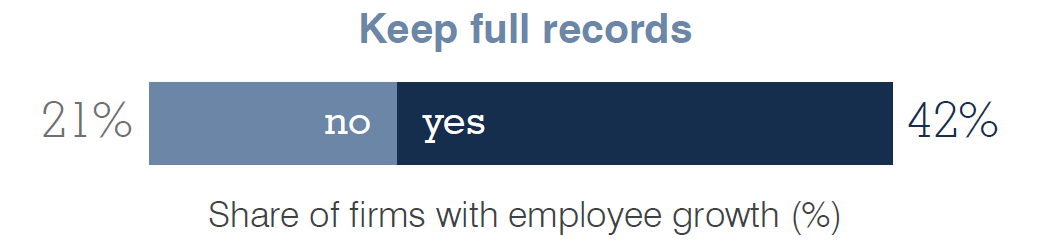 Keep full records
21% no yes 42%
Share of firms with employee growth (%)